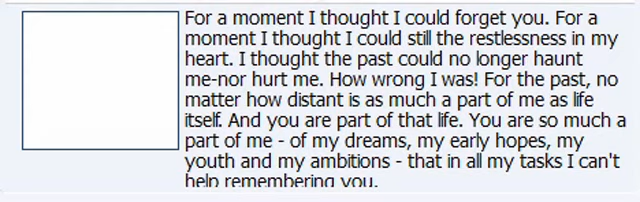 For a moment I thought I could forget you. For a
moment I thought I could still the restlessness in my
heart. I thought the past could no longer haunt
me-nor hurt me. How wrong I was! For the past, no
matter how distant is as much a part of me as life
itself. And you are part of that life. You are so much a
part of me - of my dreams, my early hopes, my
youth and my ambitions - that in all my tasks I can't
help remembering you.